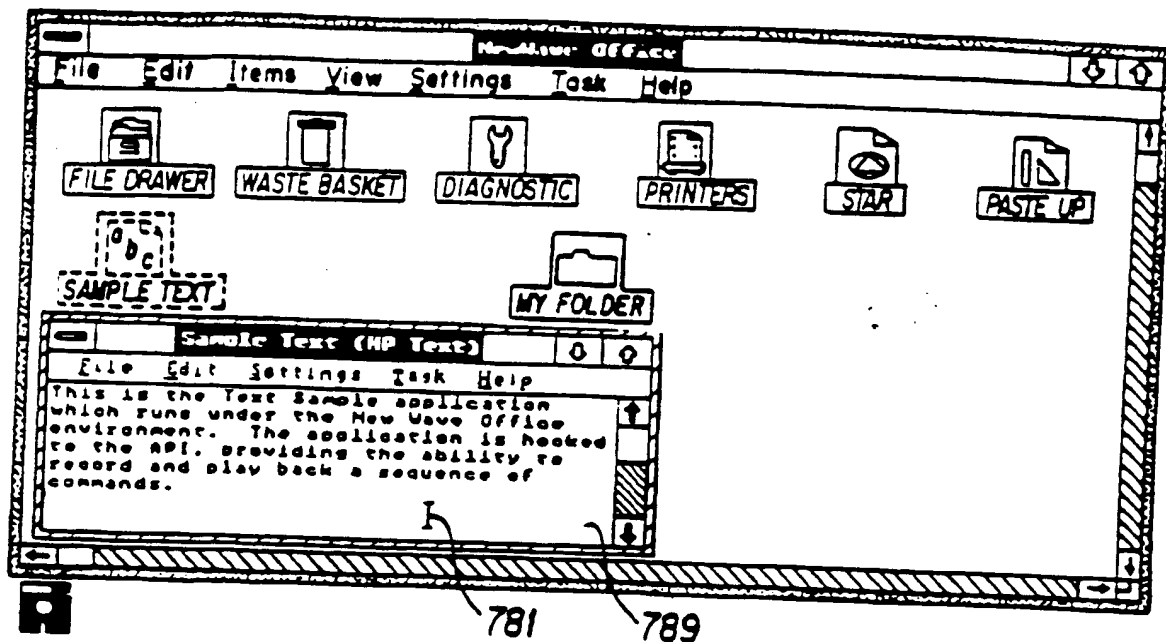 NewWave Office
File Edit Items View Settings Task Help
FILE DRAWER WASTE BASKET DIAGNOSTIC PRINTERS STAR PASTE UP
abc
SAMPLE TEXT MY FOLDER
Sample Text (HP Text)
File Edit Settings Task Help
This is the Text Sample application
which runs under the New Wave Office
environment. The application is hooked
to the API, providing the ability to
record and play back a sequence of
commands.
781 789